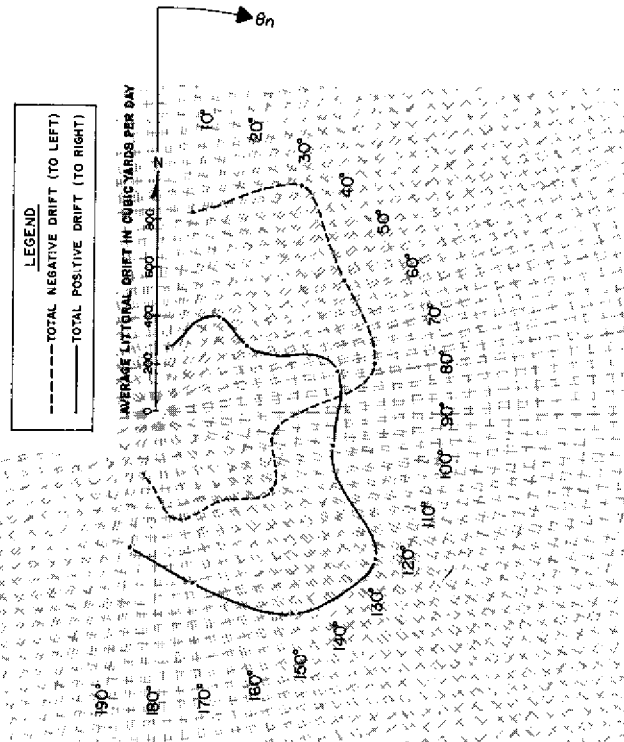 θn
LEGEND
TOTAL NEGATIVE DRIFT (TO LEFT)
TOTAL POSITIVE DRIFT (TO RIGHT)
AVERAGE LITTORAL DRIFT IN CUBIC YARDS PER DAY
N
0 200 400 600 800
10°
20°
30°
40°
50°
60°
70°
80°
90°
100°
110°
120°
130°
140°
150°
160°
170°
180°
190°